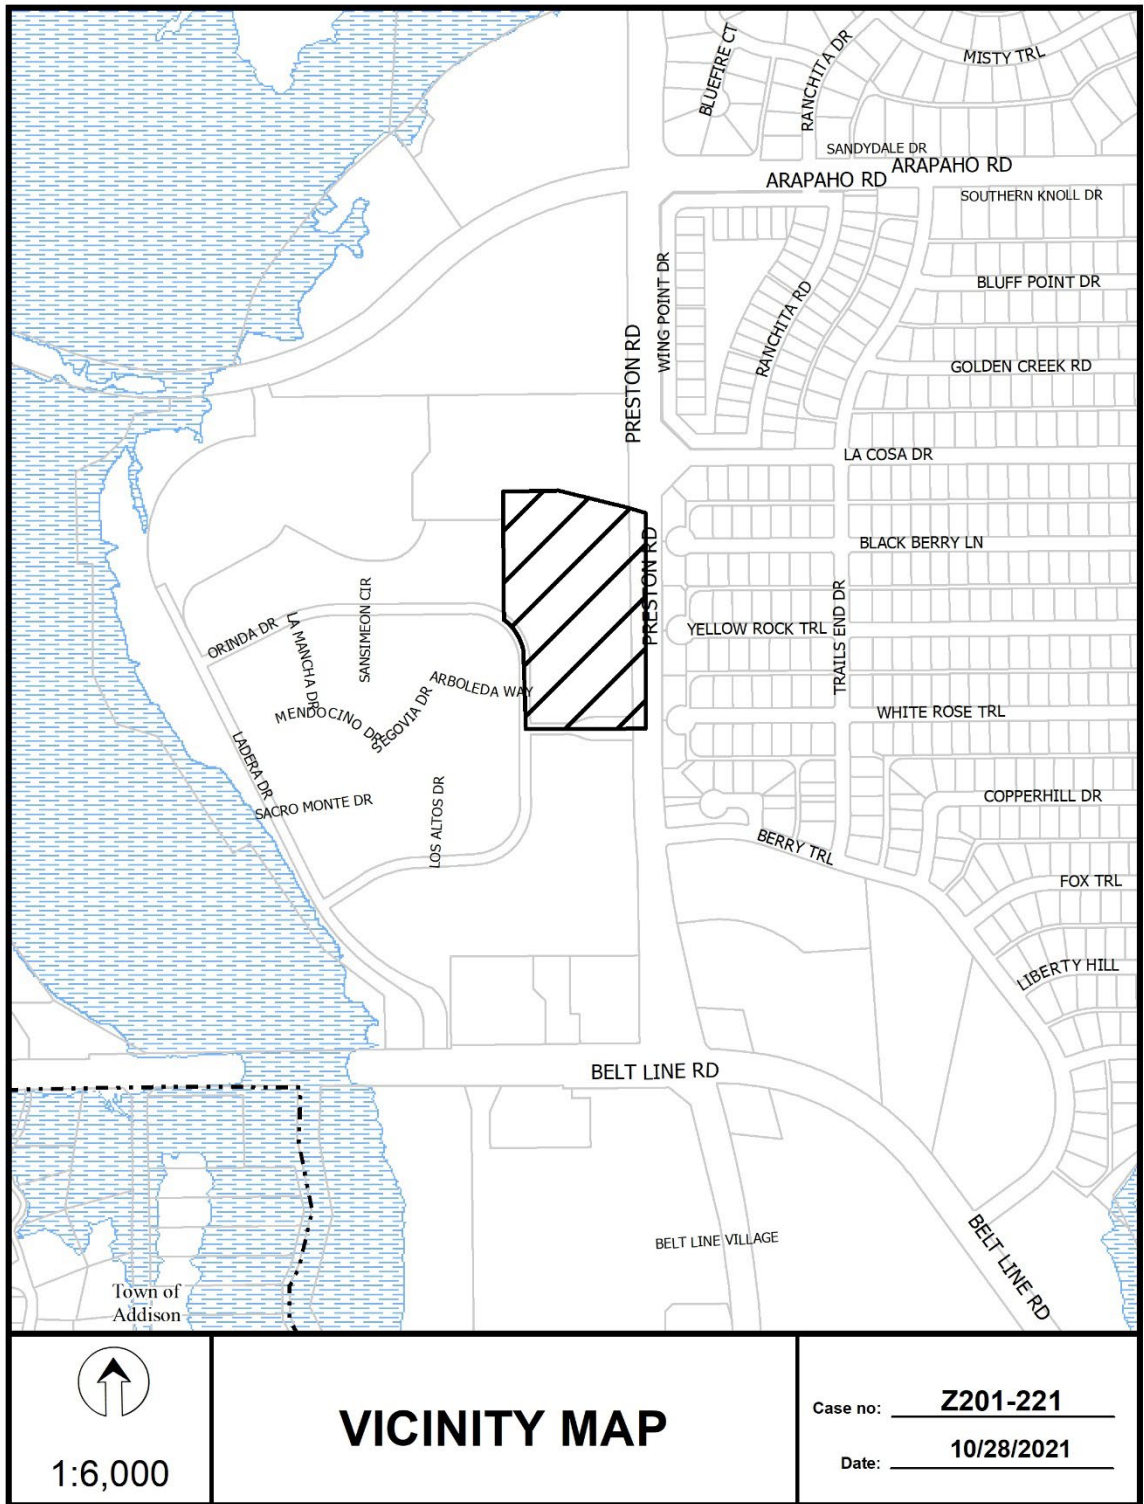 BLUEFIRE CT
RANCHITA DR
MISTY TRL
SANDYDALE DR
ARAPAHO RD
ARAPAHO RD
SOUTHERN KNOLL DR
WING POINT DR
BLUFF POINT DR
RANCHITA RD
PRESTON RD
GOLDEN CREEK RD
LA COSA DR
PRESTON RD
BLACK BERRY LN
SANSIMEON CIR
TRAILS END DR
ORINDA DR
LA MANCHA DR
YELLOW ROCK TRL
ARBOLEDA WAY
MENDOCINO DR
SEGOVIA DR
WHITE ROSE TRL
LADERA DR
SACRO MONTE DR
LOS ALTOS DR
COPPERHILL DR
BERRY TRL
FOX TRL
LIBERTY HILL
BELT LINE RD
BELT LINE VILLAGE
BELT LINE RD
Town of
Addison
1:6,000
VICINITY MAP
Case no: Z201-221
Date: 10/28/2021